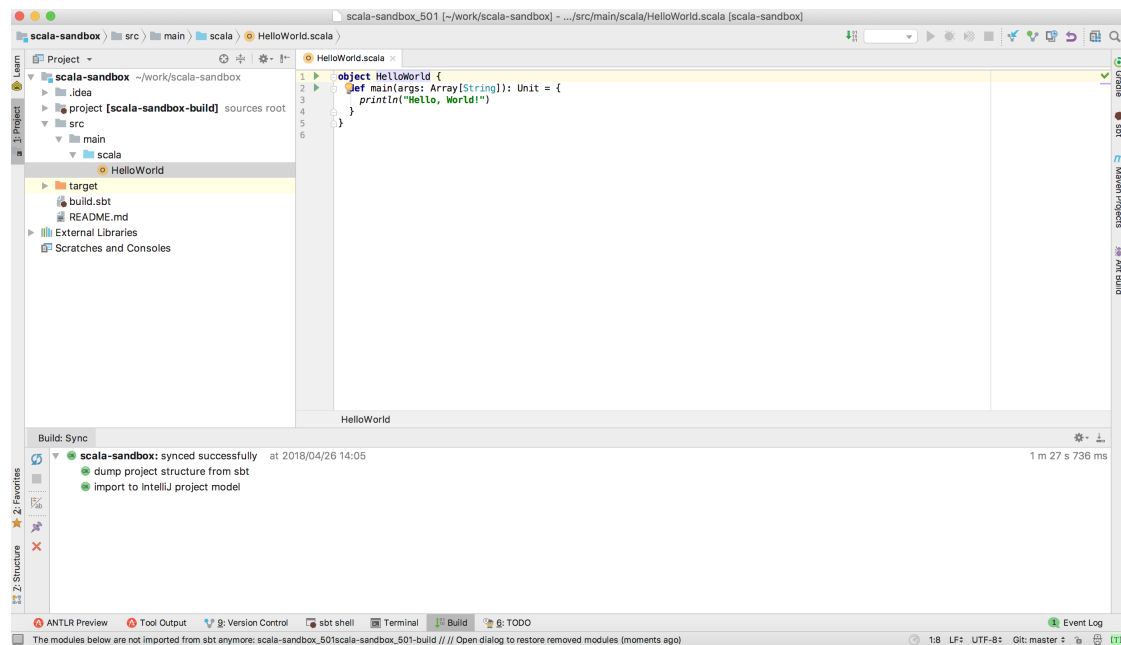 scala-sandbox_501 [~/work/scala-sandbox] - .../src/main/scala/HelloWorld.scala [scala-sandbox]
scala-sandbox src main scala HelloWorld.scala
Learn
1: Project
Project
scala-sandbox ~/work/scala-sandbox
.idea
project [scala-sandbox-build] sources root
src
main
scala
HelloWorld
target
build.sbt
README.md
External Libraries
Scratches and Consoles
HelloWorld.scala
1 object HelloWorld {
2 def main(args: Array[String]): Unit = {
3 println("Hello, World!")
4 }
5 }
6
HelloWorld
Gradle
sbt
Maven Projects
Ant Build
Build: Sync
scala-sandbox: synced successfully at 2018/04/26 14:05 1 m 27 s 736 ms
dump project structure from sbt
import to IntelliJ project model
2: Favorites
7: Structure
ANTLR Preview Tool Output 9: Version Control sbt shell Terminal Build 6: TODO 1 Event Log
The modules below are not imported from sbt anymore: scala-sandbox_501scala-sandbox_501-build // // Open dialog to restore removed modules (moments ago) 1:8 LF UTF-8 Git: master [T]